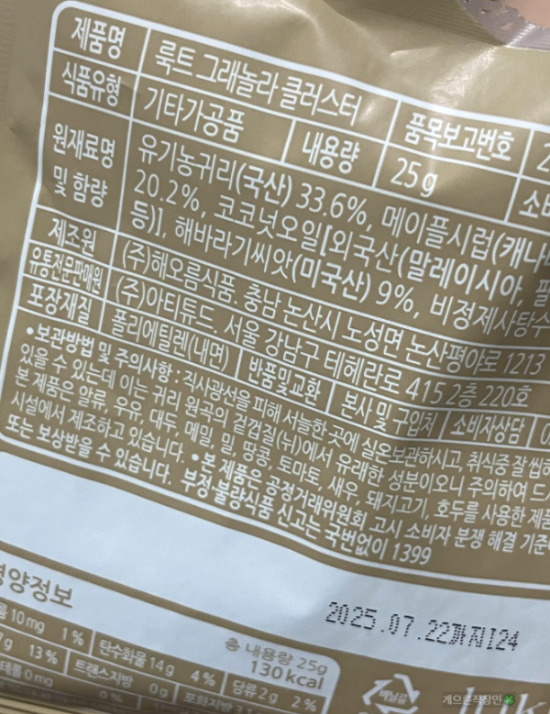 제품명 룩트 그래놀라 클러스터 품목보고번호 2
식품유형 기타가공품 내용량 25g
원재료명 및 함량 유기농귀리(국산) 33.6%, 메이플시럽(캐나
20.2%, 코코넛오일[외국산(말레이시아,
등)], 해바라기씨앗(미국산) 9%, 비정제사탕수
제조원 (주)해오름식품. 충남 논산시 노성면 논산평야로 1213
유통전문판매원 (주)아티튜드. 서울 강남구 테헤란로 415 2층 220호
포장재질 폴리에틸렌(내면) 반품및교환 본사 및 구입처 소비자상담
•보관방법 및 주의사항 : 직사광선을 피해 서늘한 곳에 실온보관하시고, 취식중 잘 씹
있을 수 있는데 이는 귀리 원곡의 겉껍질(뉘)에서 유래한 성분이오니 주의하여 드
본 제품은 알류, 우유, 대두, 메밀, 밀, 땅콩, 토마토, 새우, 돼지고기, 호두를 사용한 제품
시설에서 제조하고 있습니다. •본 제품은 공정거래위원회 고시 소비자 분쟁 해결 기준
또는 보상받을 수 있습니다. 부정·불량식품 신고는 국번없이 1399
2025.07.22까지I24
영양정보
총 내용량 25g
130 kcal
10mg 1% 탄수화물 14g 4% 당류 2g 2%
7g 13% 트랜스지방 0g
0mg 0%
바닐라
게으른직장인